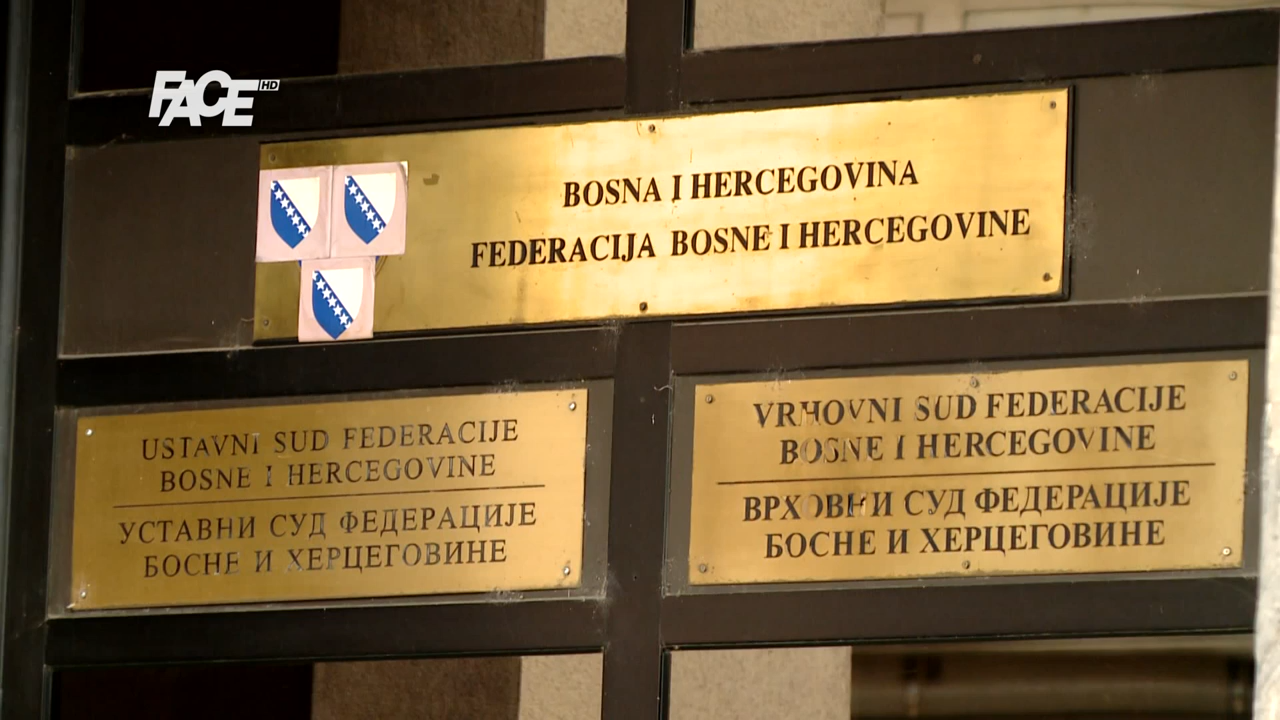 FACE HD
BOSNA I HERCEGOVINA
FEDERACIJA BOSNE I HERCEGOVINE
USTAVNI SUD FEDERACIJE
BOSNE I HERCEGOVINE
УСТАВНИ СУД ФЕДЕРАЦИЈЕ
БОСНЕ И ХЕРЦЕГОВИНЕ
VRHOVNI SUD FEDERACIJE
BOSNE I HERCEGOVINE
ВРХОВНИ СУД ФЕДЕРАЦИЈЕ
БОСНЕ И ХЕРЦЕГОВИНЕ